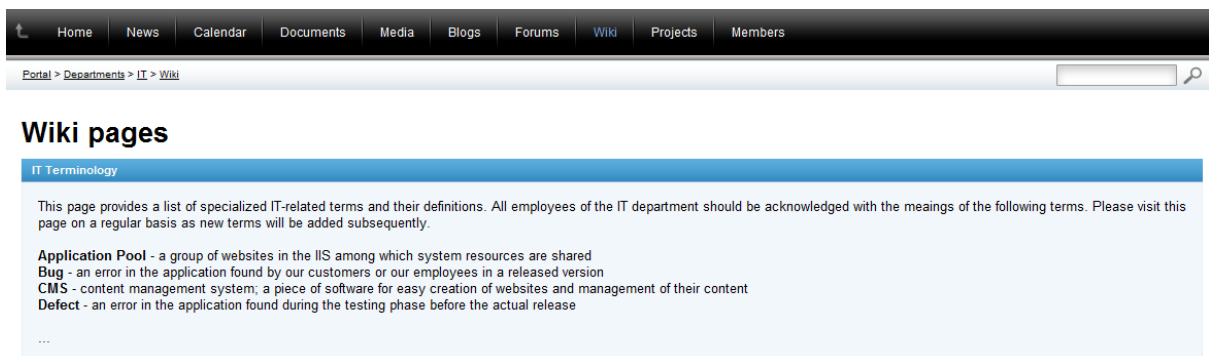 Home News Calendar Documents Media Blogs Forums Wiki Projects Members
Portal > Departments > IT > Wiki
Wiki pages
IT Terminology
This page provides a list of specialized IT-related terms and their definitions. All employees of the IT department should be acknowledged with the meaings of the following terms. Please visit this
page on a regular basis as new terms will be added subsequently.
Application Pool - a group of websites in the IIS among which system resources are shared
Bug - an error in the application found by our customers or our employees in a released version
CMS - content management system; a piece of software for easy creation of websites and management of their content
Defect - an error in the application found during the testing phase before the actual release
...